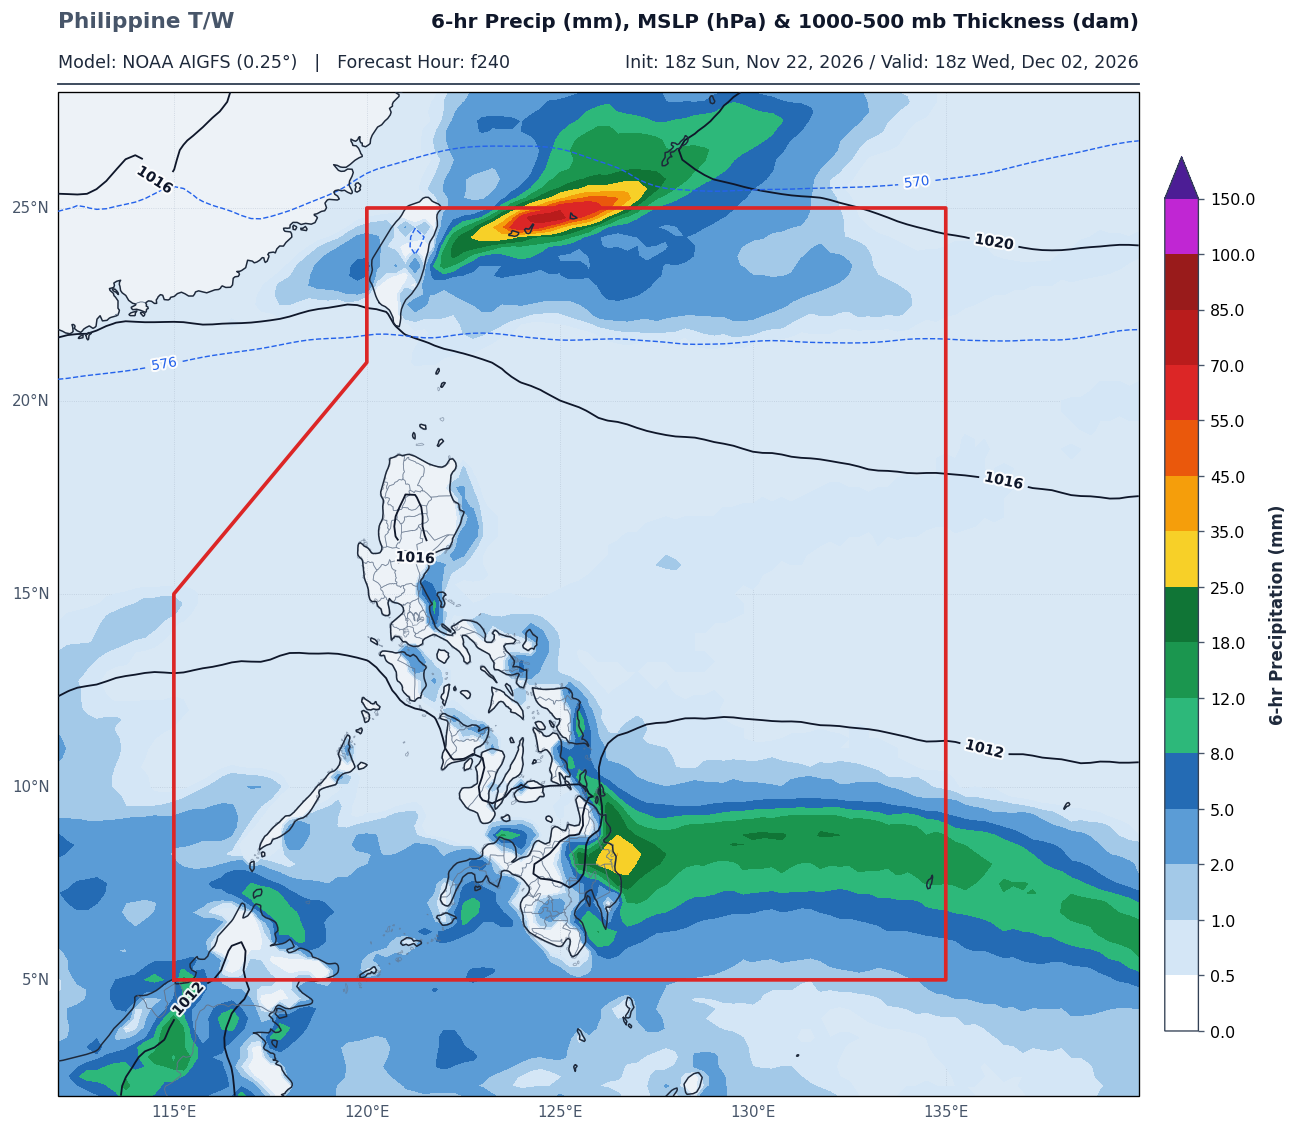 Philippine T/W
6-hr Precip (mm), MSLP (hPa) & 1000-500 mb Thickness (dam)
Model: NOAA AIGFS (0.25°) | Forecast Hour: f240
Init: 18z Sun, Nov 22, 2026 / Valid: 18z Wed, Dec 02, 2026
1016
570
1020
576
1016
1016
1012
1012
25°N
20°N
15°N
10°N
5°N
115°E
120°E
125°E
130°E
135°E
150.0
100.0
85.0
70.0
55.0
45.0
35.0
25.0
18.0
12.0
8.0
5.0
2.0
1.0
0.5
0.0
6-hr Precipitation (mm)